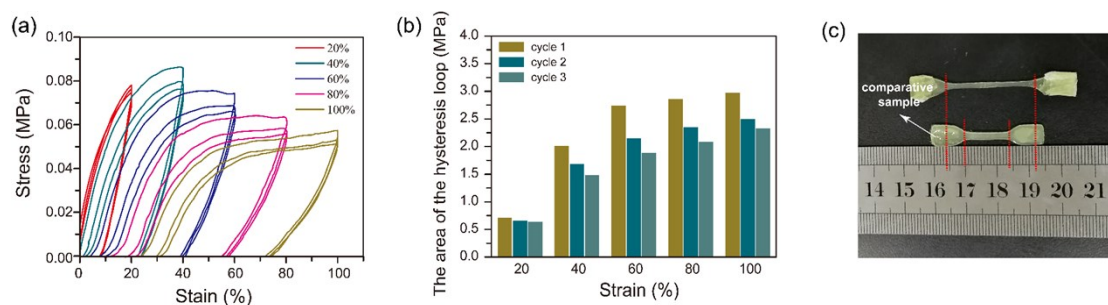 (a)
0.10
0.08
0.06
0.04
0.02
0.00
Stress (MPa)
20%
40%
60%
80%
100%
0 20 40 60 80 100
Stain (%)
(b)
4.0
3.5
3.0
2.5
2.0
1.5
1.0
0.5
0.0
The area of the hysteresis loop (MPa)
cycle 1
cycle 2
cycle 3
20 40 60 80 100
Strain (%)
(c)
comparative
sample
14 15 16 17 18 19 20 21